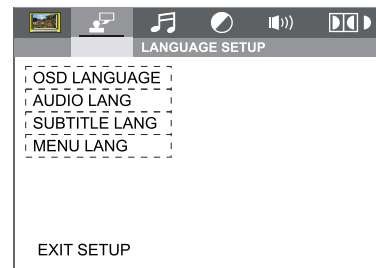 LANGUAGE SETUP
OSD LANGUAGE
AUDIO LANG
SUBTITLE LANG
MENU LANG
EXIT SETUP